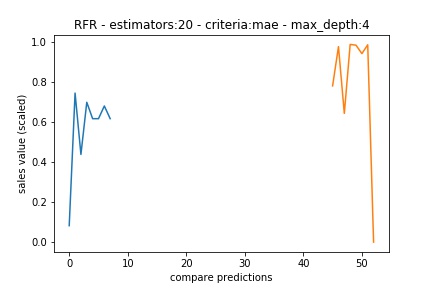 RFR - estimators:20 - criteria:mae - max_depth:4
1.0
0.8
0.6
0.4
0.2
0.0
sales value (scaled)
0 10 20 30 40 50
compare predictions